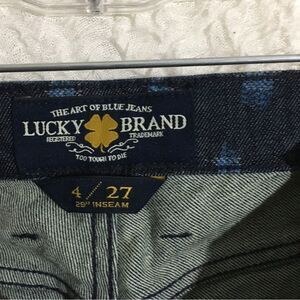 THE ART OF BLUE JEANS
LUCKY BRAND
REGISTERED TRADEMARK
TOO TOUGH TO DIE
4/27
29" INSEAM